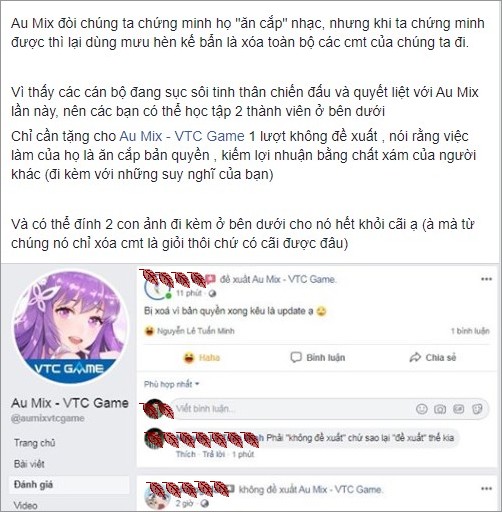 Au Mix đòi chúng ta chứng minh họ "ăn cắp" nhạc, nhưng khi ta chứng minh
được thì lại dùng mưu hèn kế bẩn là xóa toàn bộ các cmt của chúng ta đi.
Vì thấy các cán bộ đang sục sôi tinh thân chiến đấu và quyết liệt với Au Mix
lần này, nên các bạn có thể học tập 2 thành viên ở bên dưới
Chỉ cần tặng cho Au Mix - VTC Game 1 lượt không đề xuất , nói rằng việc
làm của họ là ăn cắp bản quyền , kiếm lợi nhuận bằng chất xám của người
khác (đi kèm với những suy nghĩ của bạn)
Và có thể đính 2 con ảnh đi kèm ở bên dưới cho nó hết khỏi cãi ạ (à mà từ
chúng nó chỉ xóa cmt là giỏi thôi chứ có cãi được đâu)
đề xuất Au Mix - VTC Game.
11 phút
Bị xoá vì bản quyền xong kêu là update ạ
Nguyễn Lê Tuấn Minh
1 bình luận
Haha
Bình luận
Chia sẻ
Phù hợp nhất
Viết bình luận...
Phải "không đề xuất" chứ sao lại "đề xuất" thế kia
Thích · Trả lời · 1 phút
không đề xuất Au Mix - VTC Game.
2 giờ
VTC GAME
Au Mix - VTC Game
@aumixvtcgame
Trang chủ
Bài viết
Đánh giá
Video